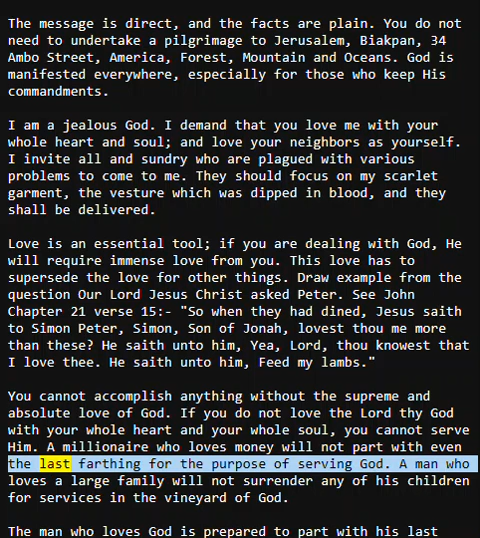 The message is direct, and the facts are plain. You do not
need to undertake a pilgrimage to Jerusalem, Biakpan, 34
Ambo Street, America, Forest, Mountain and Oceans. God is
manifested everywhere, especially for those who keep His
commandments.
I am a jealous God. I demand that you love me with your
whole heart and soul; and love your neighbors as yourself.
I invite all and sundry who are plagued with various
problems to come to me. They should focus on my scarlet
garment, the vesture which was dipped in blood, and they
shall be delivered.
Love is an essential tool; if you are dealing with God, He
will require immense love from you. This love has to
supersede the love for other things. Draw example from the
question Our Lord Jesus Christ asked Peter. See John
Chapter 21 verse 15:- "So when they had dined, Jesus saith
to Simon Peter, Simon, Son of Jonah, lovest thou me more
than these? He saith unto him, Yea, Lord, thou knowest that
I love thee. He saith unto him, Feed my lambs."
You cannot accomplish anything without the supreme and
absolute love of God. If you do not love the Lord thy God
with your whole heart and your whole soul, you cannot serve
Him. A millionaire who loves money will not part with even
the last farthing for the purpose of serving God. A man who
loves a large family will not surrender any of his children
for services in the vineyard of God.
The man who loves God is prepared to part with his last